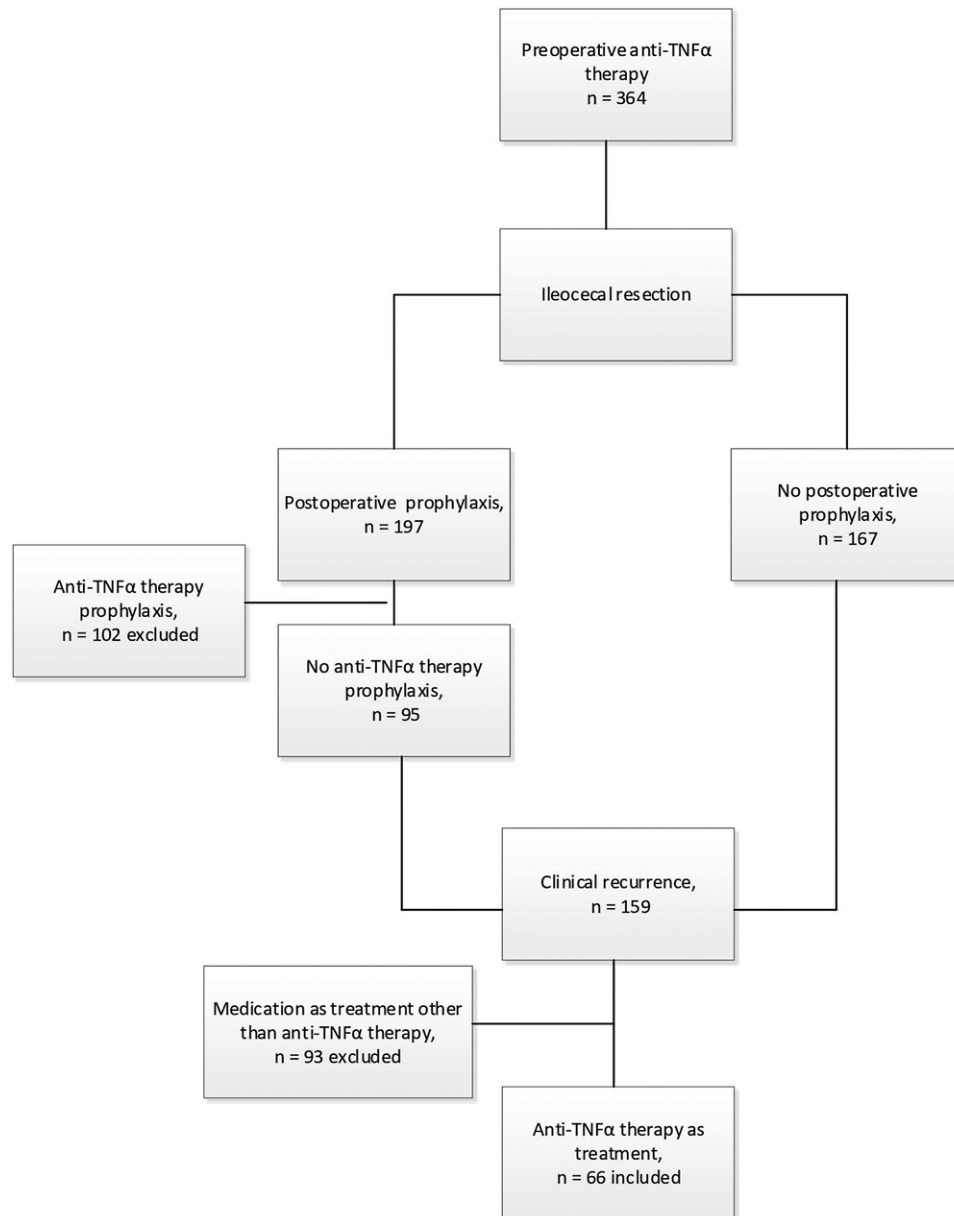 Preoperative anti-TNFα
therapy
n = 364
Ileocecal resection
Postoperative prophylaxis,
n = 197
No postoperative
prophylaxis,
n = 167
Anti-TNFα therapy
prophylaxis,
n = 102 excluded
No anti-TNFα therapy
prophylaxis,
n = 95
Clinical recurrence,
n = 159
Medication as treatment other
than anti-TNFα therapy,
n = 93 excluded
Anti-TNFα therapy as
treatment,
n = 66 included